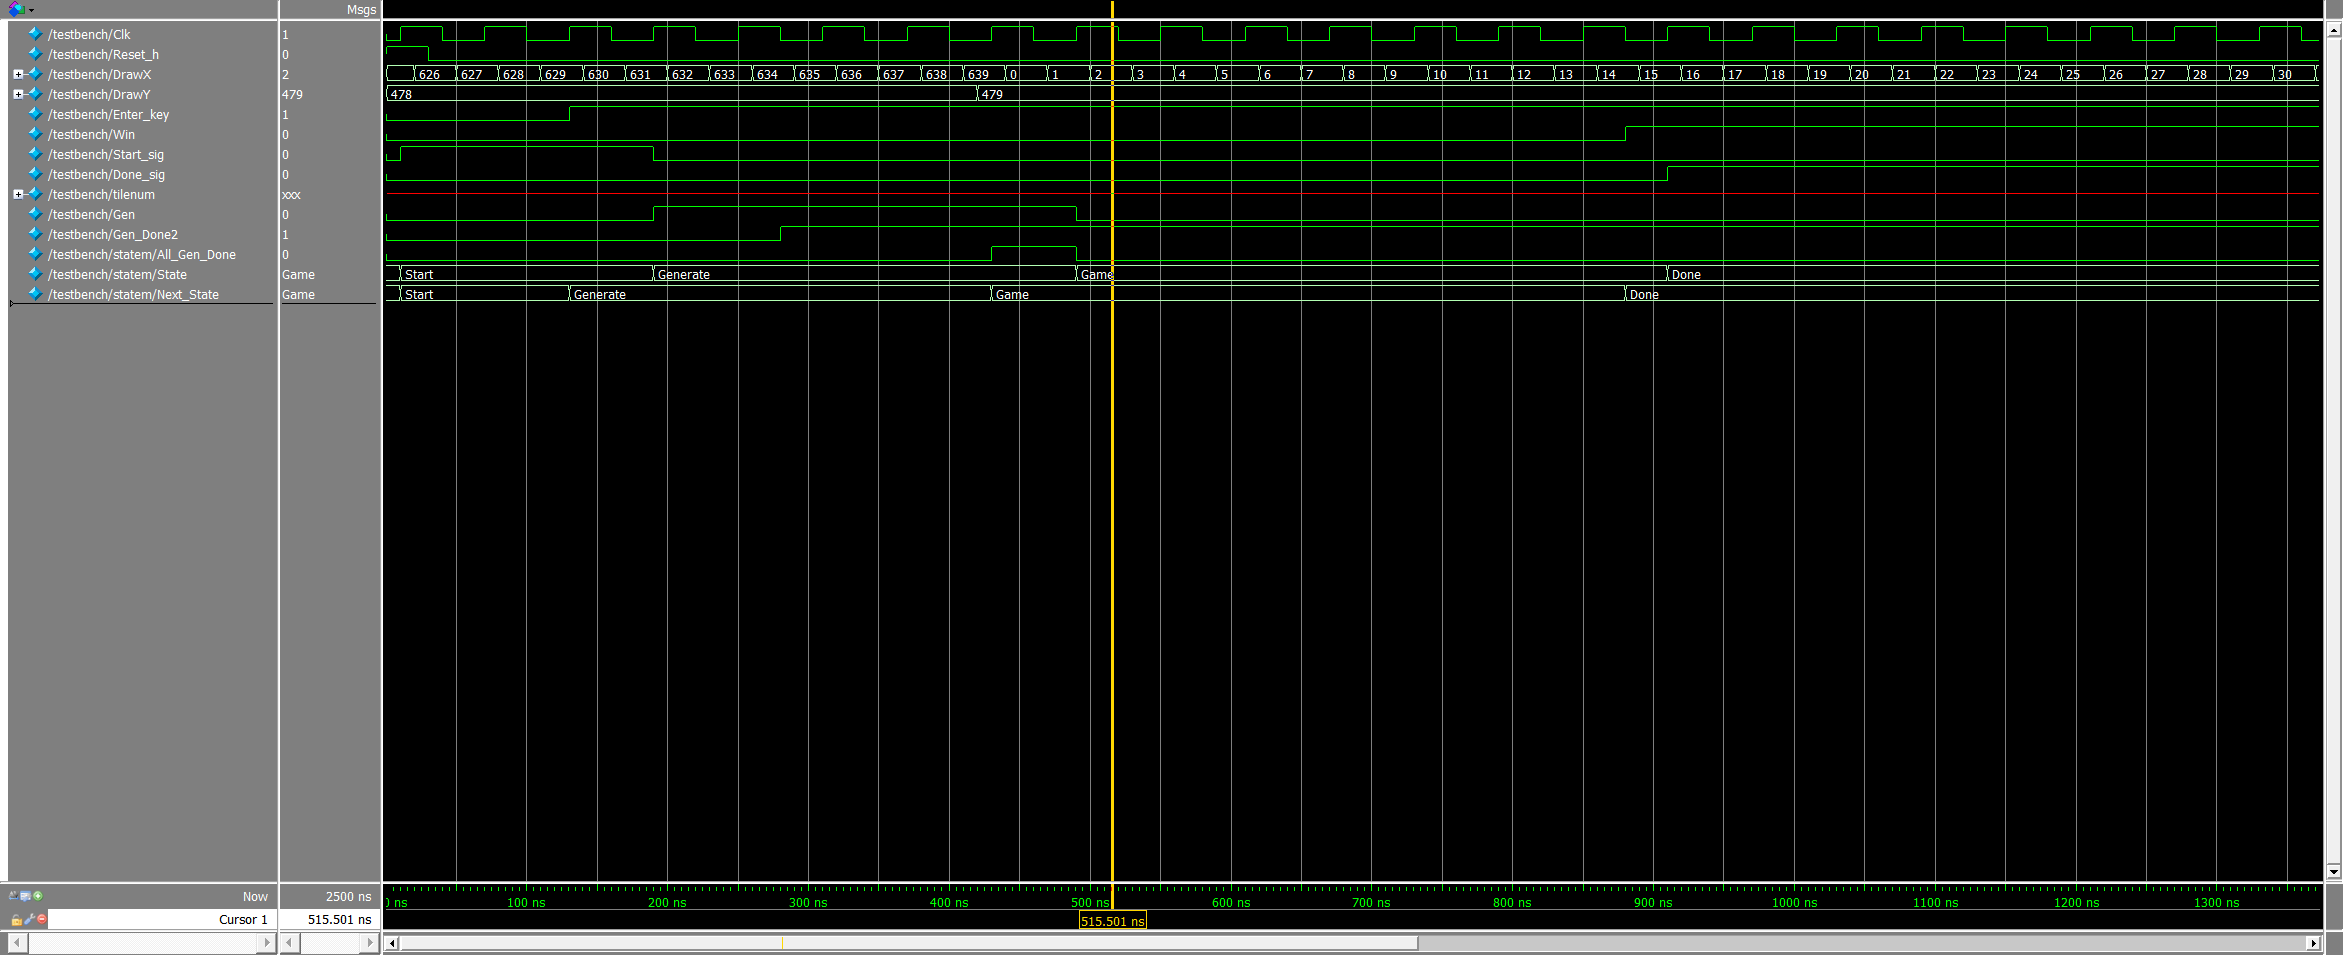 Msgs
/testbench/Clk 1
/testbench/Reset_h 0
/testbench/DrawX 2 626 627 628 629 630 631 632 633 634 635 636 637 638 639 0 1 2 3 4 5 6 7 8 9 10 11 12 13 14 15 16 17 18 19 20 21 22 23 24 25 26 27 28 29 30
/testbench/DrawY 479 478 479
/testbench/Enter_key 1
/testbench/Win 0
/testbench/Start_sig 0
/testbench/Done_sig 0
/testbench/tilenum xxx
/testbench/Gen 0
/testbench/Gen_Done2 1
/testbench/statem/All_Gen_Done 0
/testbench/statem/State Game Start Generate Game Done
/testbench/statem/Next_State Game Start Generate Game Done
Now 2500 ns ns 100 ns 200 ns 300 ns 400 ns 500 ns 600 ns 700 ns 800 ns 900 ns 1000 ns 1100 ns 1200 ns 1300 ns
Cursor 1 515.501 ns 515.501 ns